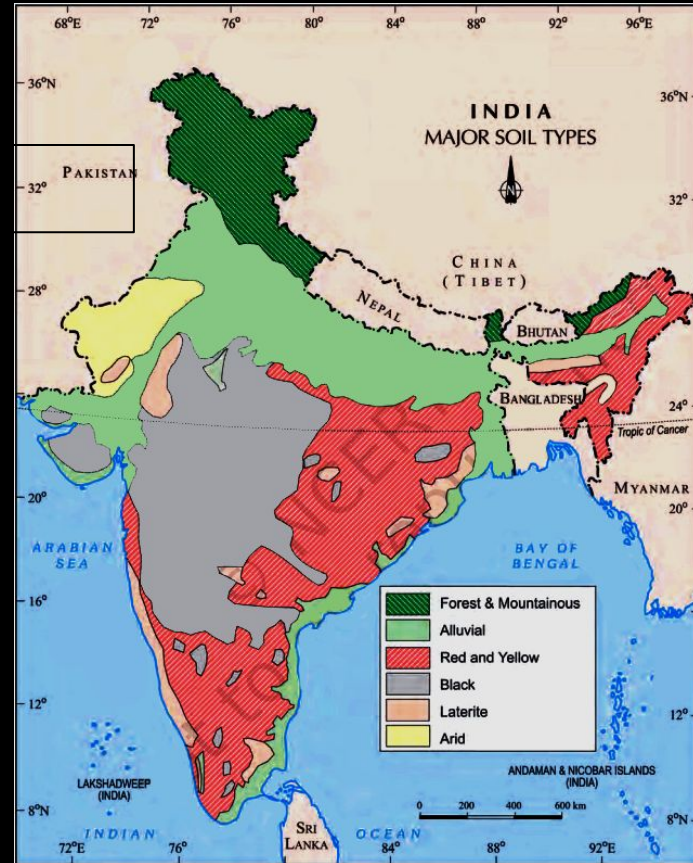 68°E 72° 76° 80° 84° 88° 92° 96°E
36°N
36°N
INDIA
MAJOR SOIL TYPES
N
PAKISTAN
32°
32°
CHINA
(TIBET)
NEPAL
28°
28°
BHUTAN
BANGLADESH
24°
24°
Tropic of Cancer
MYANMAR
20°
20°
ARABIAN
SEA
BAY OF
BENGAL
© NCERT
16°
16°
Forest & Mountainous
Alluvial
Red and Yellow
Black
Laterite
Arid
12°
12°
LAKSHADWEEP
(INDIA)
ANDAMAN & NICOBAR ISLANDS
(INDIA)
0 200 400 600 km
8°N
8°N
SRI
LANKA
INDIAN OCEAN
72° 76° 84° 88° 92°E